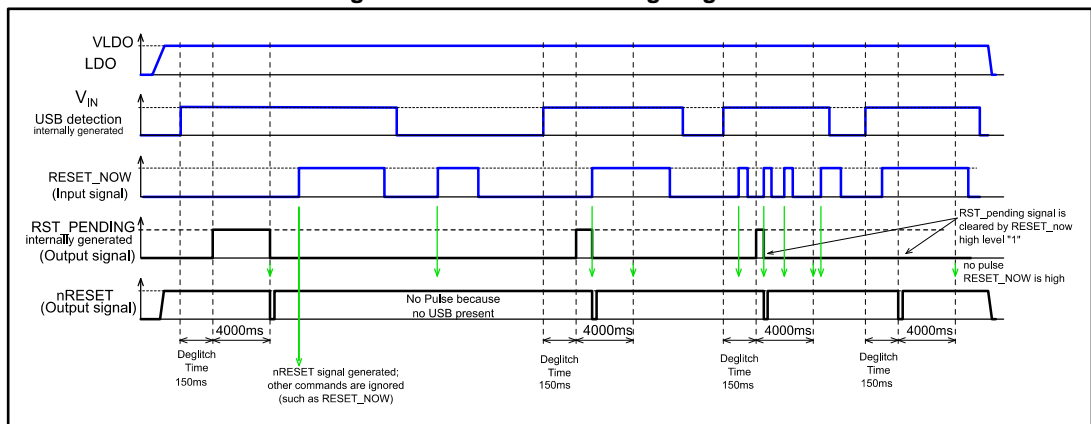 VLDO
LDO
VIN
USB detection
internally generated
RESET_NOW
(Input signal)
RST_PENDING
internally generated
(Output signal)
RST_pending signal is
cleared by RESET_now
high level "1"
no pulse
RESET_NOW is high
nRESET
(Output signal)
No Pulse because
no USB present
4000ms
4000ms
4000ms
4000ms
Deglitch
Time
150ms
Deglitch
Time
150ms
Deglitch
Time
150ms
Deglitch
Time
150ms
nRESET signal generated;
other commands are ignored
(such as RESET_NOW)